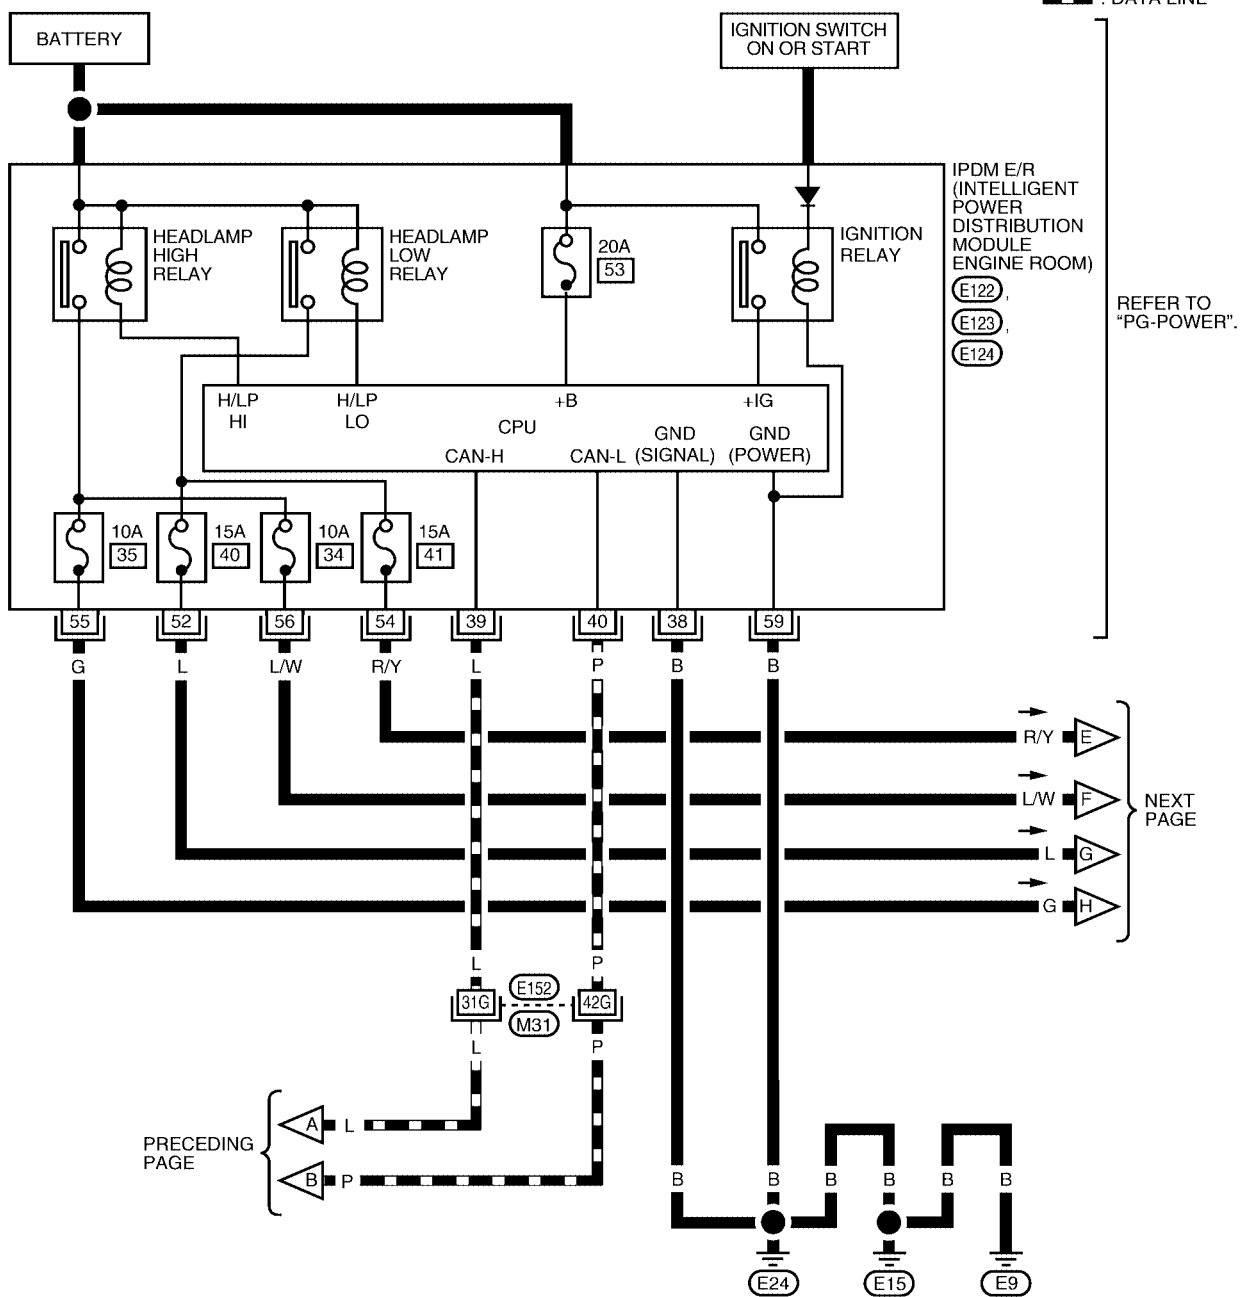 : DATA LINE
BATTERY
IGNITION SWITCH
ON OR START
IPDM E/R
(INTELLIGENT
POWER
DISTRIBUTION
MODULE
ENGINE ROOM)
E122 ,
E123 ,
E124
REFER TO
“PG-POWER”.
HEADLAMP
HIGH
RELAY
HEADLAMP
LOW
RELAY
20A
53
IGNITION
RELAY
H/LP
HI
H/LP
LO
+B
+IG
CPU
CAN-H
CAN-L
GND
(SIGNAL)
GND
(POWER)
10A
35
15A
40
10A
34
15A
41
55
52
56
54
39
40
38
59
G
L
L/W
R/Y
L
P
B
B
R/Y
E
L/W
F
L
G
G
H
NEXT
PAGE
L
P
31G
E152
M31
42G
L
P
PRECEDING
PAGE
A
L
B
P
B
B
B
B
B
B
E24
E15
E9